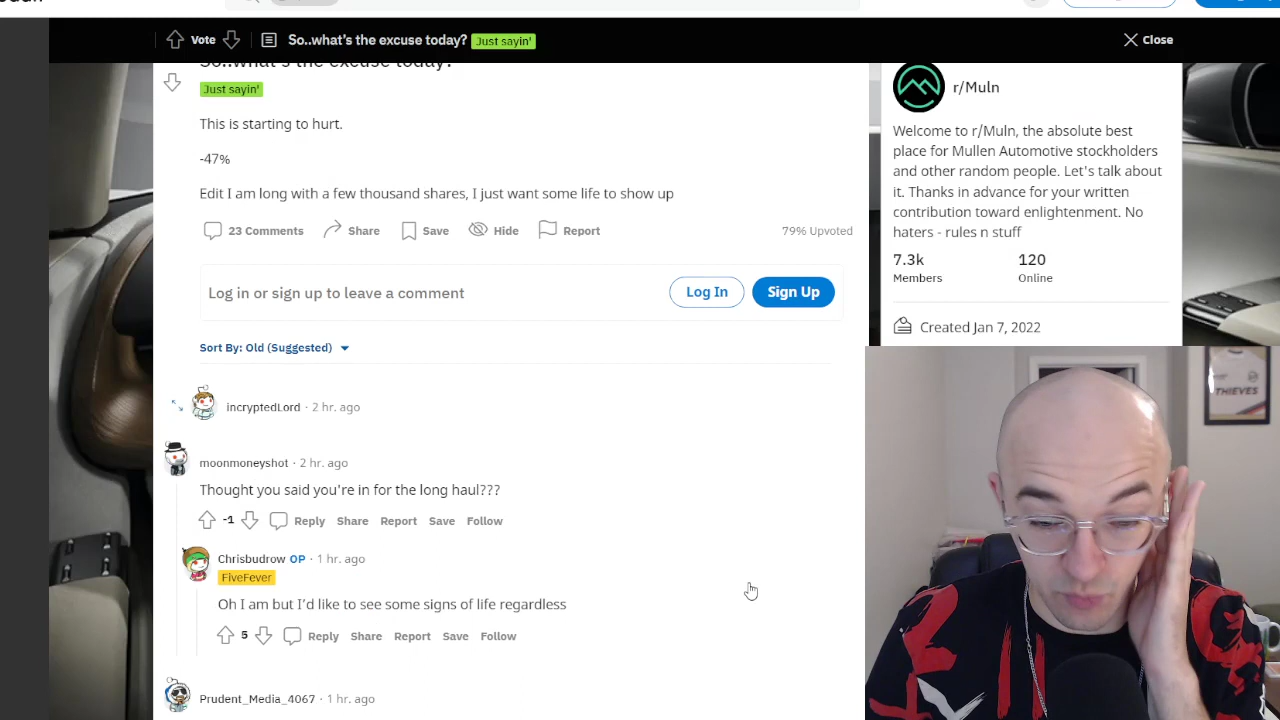 Vote
So..what's the excuse today? Just sayin'
Close
So..what's the excuse today?
Just sayin'
This is starting to hurt.
-47%
Edit I am long with a few thousand shares, I just want some life to show up
23 Comments Share Save Hide Report 79% Upvoted
Log in or sign up to leave a comment Log In Sign Up
Sort By: Old (Suggested)
incryptedLord · 2 hr. ago
moonmoneyshot · 2 hr. ago
Thought you said you're in for the long haul???
-1 Reply Share Report Save Follow
Chrisbudrow OP · 1 hr. ago
FiveFever
Oh I am but I'd like to see some signs of life regardless
5 Reply Share Report Save Follow
Prudent_Media_4067 · 1 hr. ago
r/Muln
Welcome to r/Muln, the absolute best
place for Mullen Automotive stockholders
and other random people. Let's talk about
it. Thanks in advance for your written
contribution toward enlightenment. No
haters - rules n stuff
7.3k 120
Members Online
Created Jan 7, 2022
THIEVES